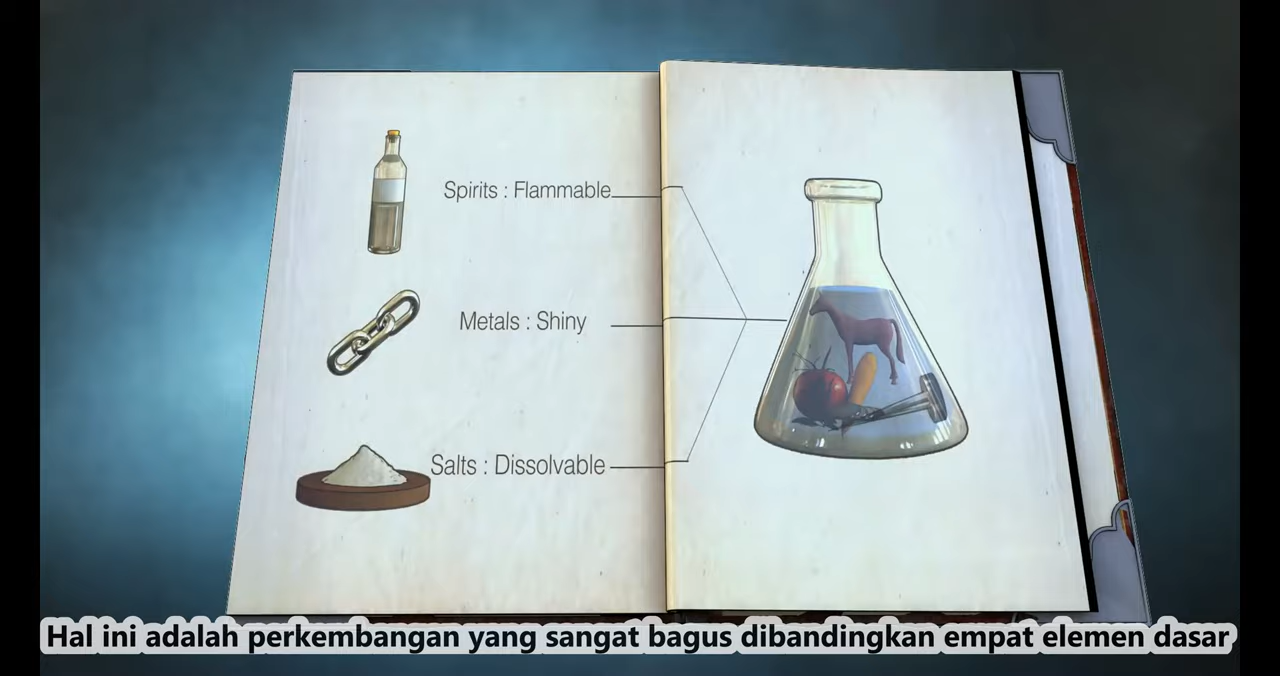 Spirits : Flammable
Metals : Shiny
Salts : Dissolvable
Hal ini adalah perkembangan yang sangat bagus dibandingkan empat elemen dasar